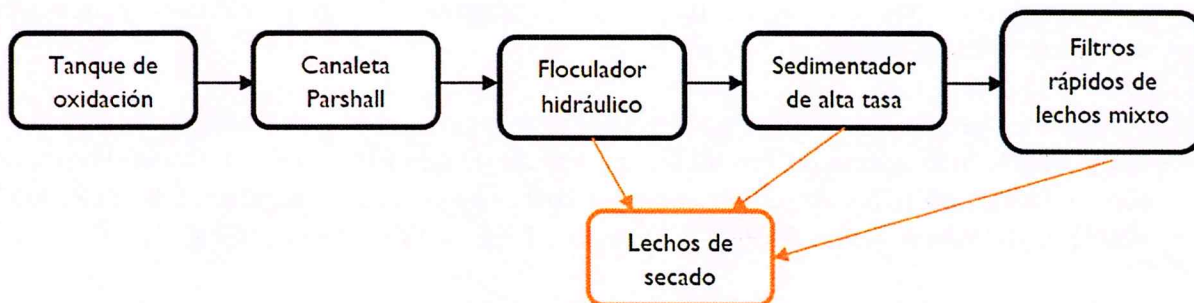 Tanque de
oxidación
Canaleta
Parshall
Floculador
hidráulico
Sedimentador
de alta tasa
Filtros
rápidos de
lechos mixto
Lechos de
secado